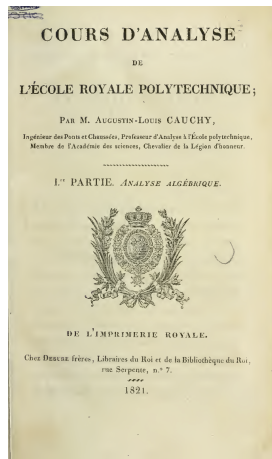 COURS D'ANALYSE
DE
L'ÉCOLE ROYALE POLYTECHNIQUE;
PAR M. AUGUSTIN-LOUIS CAUCHY,
Ingénieur des Ponts et Chaussées, Professeur d'Analyse à l'École polytechnique,
Membre de l'Académie des sciences, Chevalier de la Légion d'honneur.
I.re PARTIE. ANALYSE ALGÉBRIQUE.
DE L'IMPRIMERIE ROYALE.
Chez DEBURE frères, Libraires du Roi et de la Bibliothèque du Roi,
rue Serpente, n.° 7.
1821.